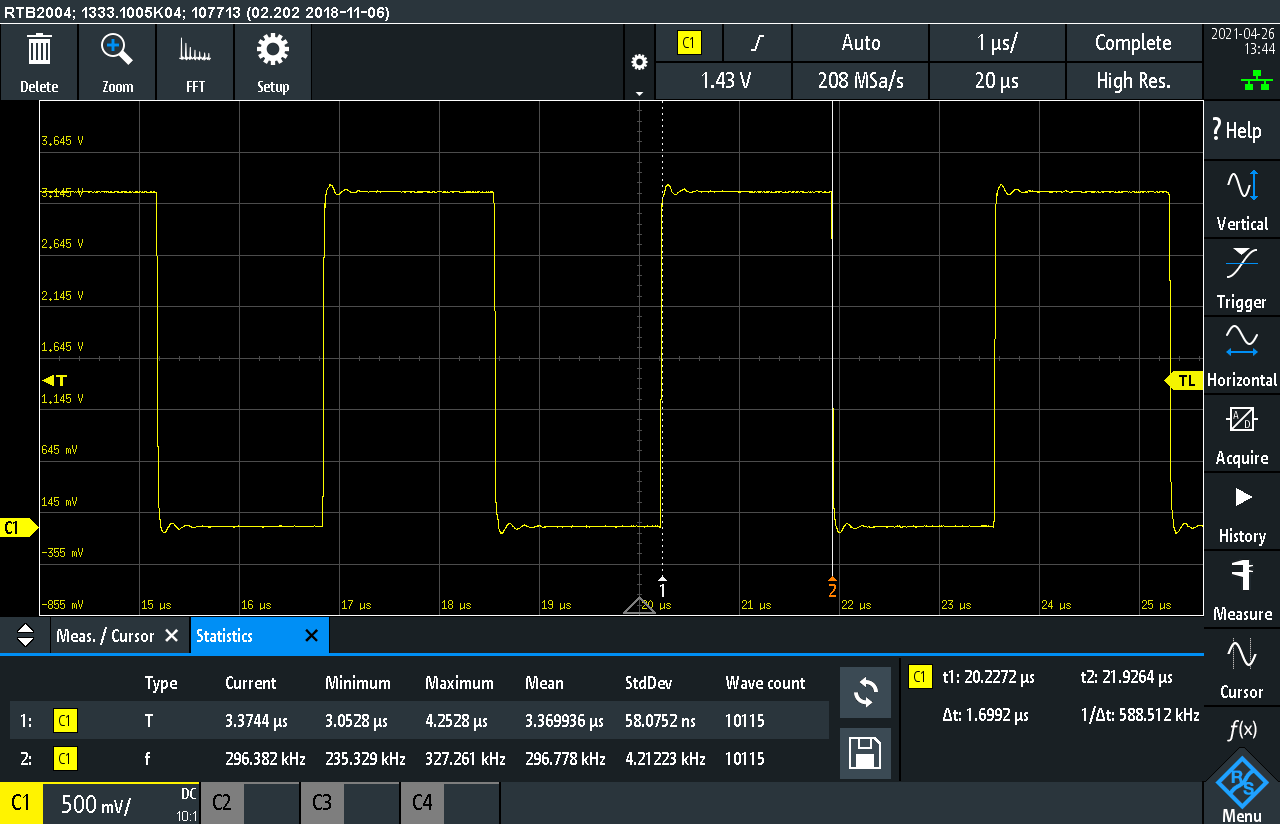 RTB2004; 1333.1005K04; 107713 (02.202 2018-11-06)
Delete
Zoom
FFT
Setup
C1 Auto 1 µs/ Complete
1.43 V 208 MSa/s 20 µs High Res.
2021-04-26
13:44
? Help
Vertical
Trigger
Horizontal
A/D
Acquire
History
Measure
Cursor
f(x)
R&S
Menu
3.645 V
3.145 V
2.645 V
2.145 V
1.645 V
T
TL
1.145 V
645 mV
145 mV
C1
-355 mV
-855 mV
15 µs 16 µs 17 µs 18 µs 19 µs 20 µs 21 µs 22 µs 23 µs 24 µs 25 µs
1 2
Meas. / Cursor Statistics
Type Current Minimum Maximum Mean StdDev Wave count
1: C1 T 3.3744 µs 3.0528 µs 4.2528 µs 3.369936 µs 58.0752 ns 10115
2: C1 f 296.382 kHz 235.329 kHz 327.261 kHz 296.778 kHz 4.21223 kHz 10115
C1 t1: 20.2272 µs t2: 21.9264 µs
Δt: 1.6992 µs 1/Δt: 588.512 kHz
C1 500 mV/ DC 10:1 C2 C3 C4